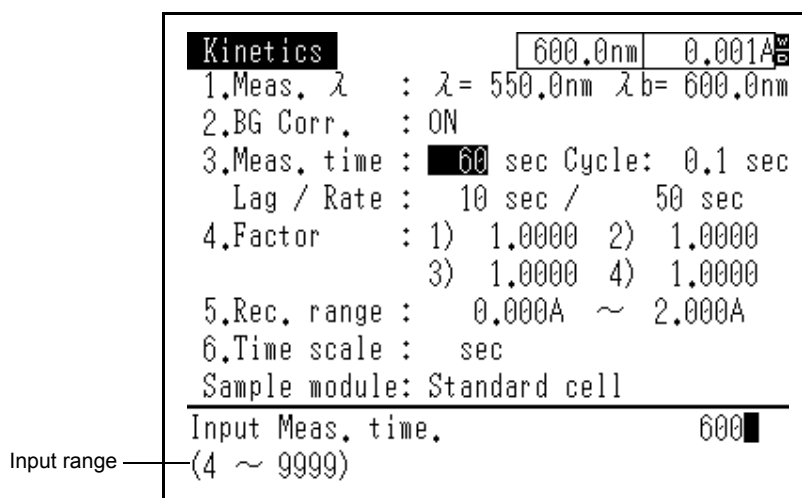 Kinetics 600.0nm 0.001A WD
1.Meas. λ : λ= 550.0nm λb= 600.0nm
2.BG Corr. : ON
3.Meas. time : 60 sec Cycle: 0.1 sec
Lag / Rate : 10 sec / 50 sec
4.Factor : 1) 1.0000 2) 1.0000
3) 1.0000 4) 1.0000
5.Rec. range : 0.000A ～ 2.000A
6.Time scale : sec
Sample module: Standard cell
Input Meas. time. 600
Input range (4 ～ 9999)